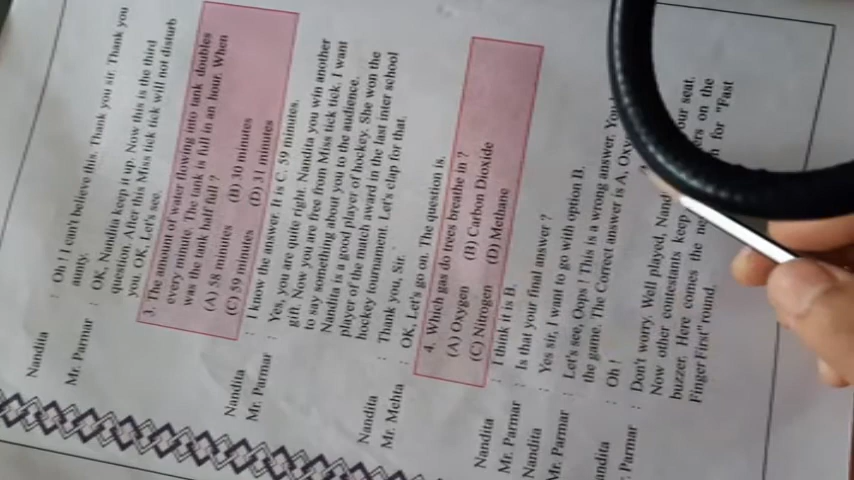 Nandita : Oh ! I can't believe this. Thank you sir. Thank you
aunty.
Mr. Parmar : OK, Nandita keep it up. Now this is the third
question. After this Miss tick tick will not disturb
you. OK, Let's see.
3. The amount of water flowing into tank doubles
every minute. The tank is full in an hour. When
was the tank half full ?
(A) 58 minutes (B) 30 minutes
(C) 59 minutes (D) 31 minutes
Nandita : I know the answer. It is C. 59 minutes.
Mr. Parmar : Yes, you are quite right. Nandita you win another
gift. Now you are free from Miss tick tick. I want
to say something about you to the audience.
Nandita is a good player of hockey. She won the
player of the match award in the last inter school
hockey tournament. Let's clap for that.
Nandita : Thank you, Sir.
Mr. Mehta : OK, Let's go on. The question is,
4. Which gas do trees breathe in ?
(A) Oxygen (B) Carbon Dioxide
(C) Nitrogen (D) Methane
Nandita : I think it is B.
Mr. Parmar : Is that your final answer ?
Nandita : Yes sir, I want to go with option B.
Mr. Parmar : Let's see, Oops ! This is a wrong answer.
the game. The Correct answer is A,
andita : Oh !
Parmar : Don't worry. Well played, our seat.
Now other contestants keep on the
buzzer. Here comes the for "Fast
Finger First" round.